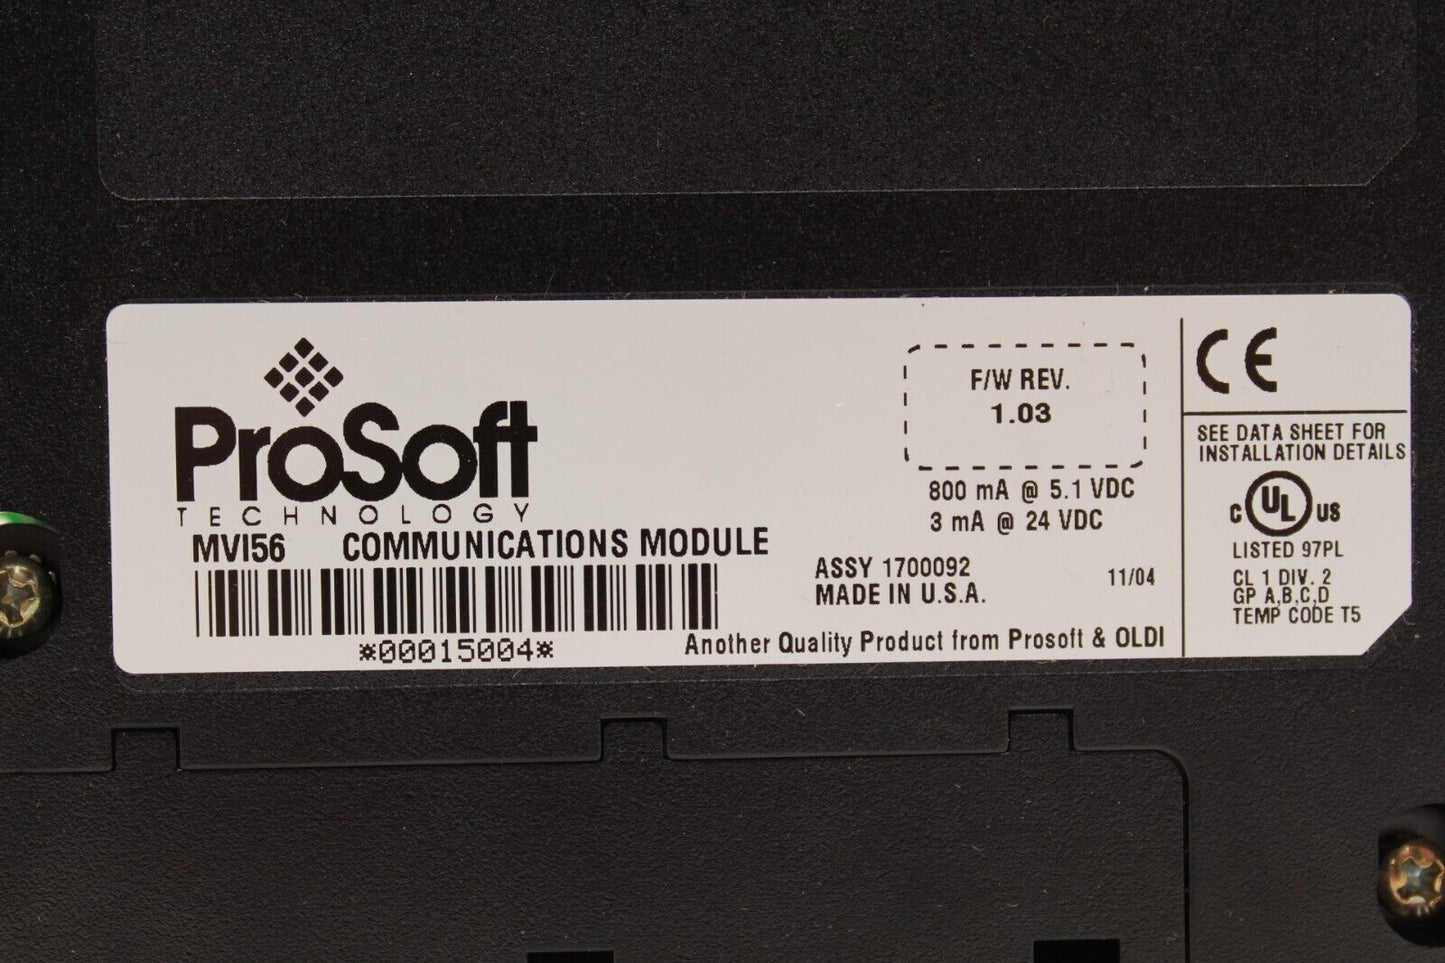 ProSoft
TECHNOLOGY
MVI56 COMMUNICATIONS MODULE
*00015004*
F/W REV.
1.03
800 mA @ 5.1 VDC
3 mA @ 24 VDC
ASSY 1700092
MADE IN U.S.A.
11/04
Another Quality Product from Prosoft & OLDI
CE
SEE DATA SHEET FOR
INSTALLATION DETAILS
C UL US
LISTED 97PL
CL 1 DIV. 2
GP A,B,C,D
TEMP CODE T5